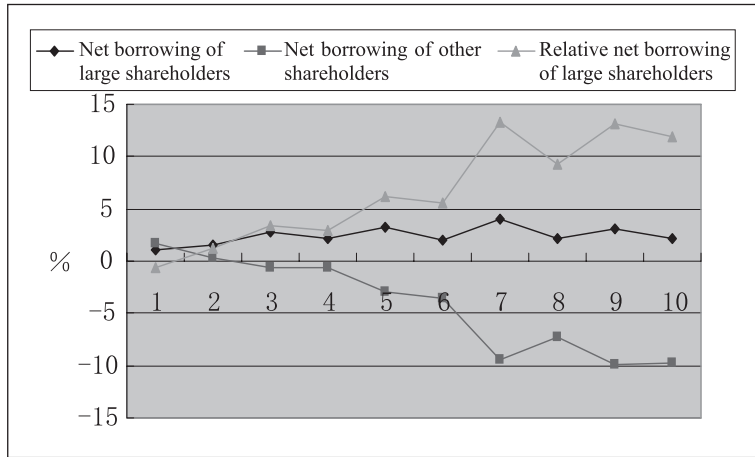 Net borrowing of
large shareholders
Net borrowing of other
shareholders
Relative net borrowing
of large shareholders
15
10
5
0
-5
-10
-15
%
1 2 3 4 5 6 7 8 9 10